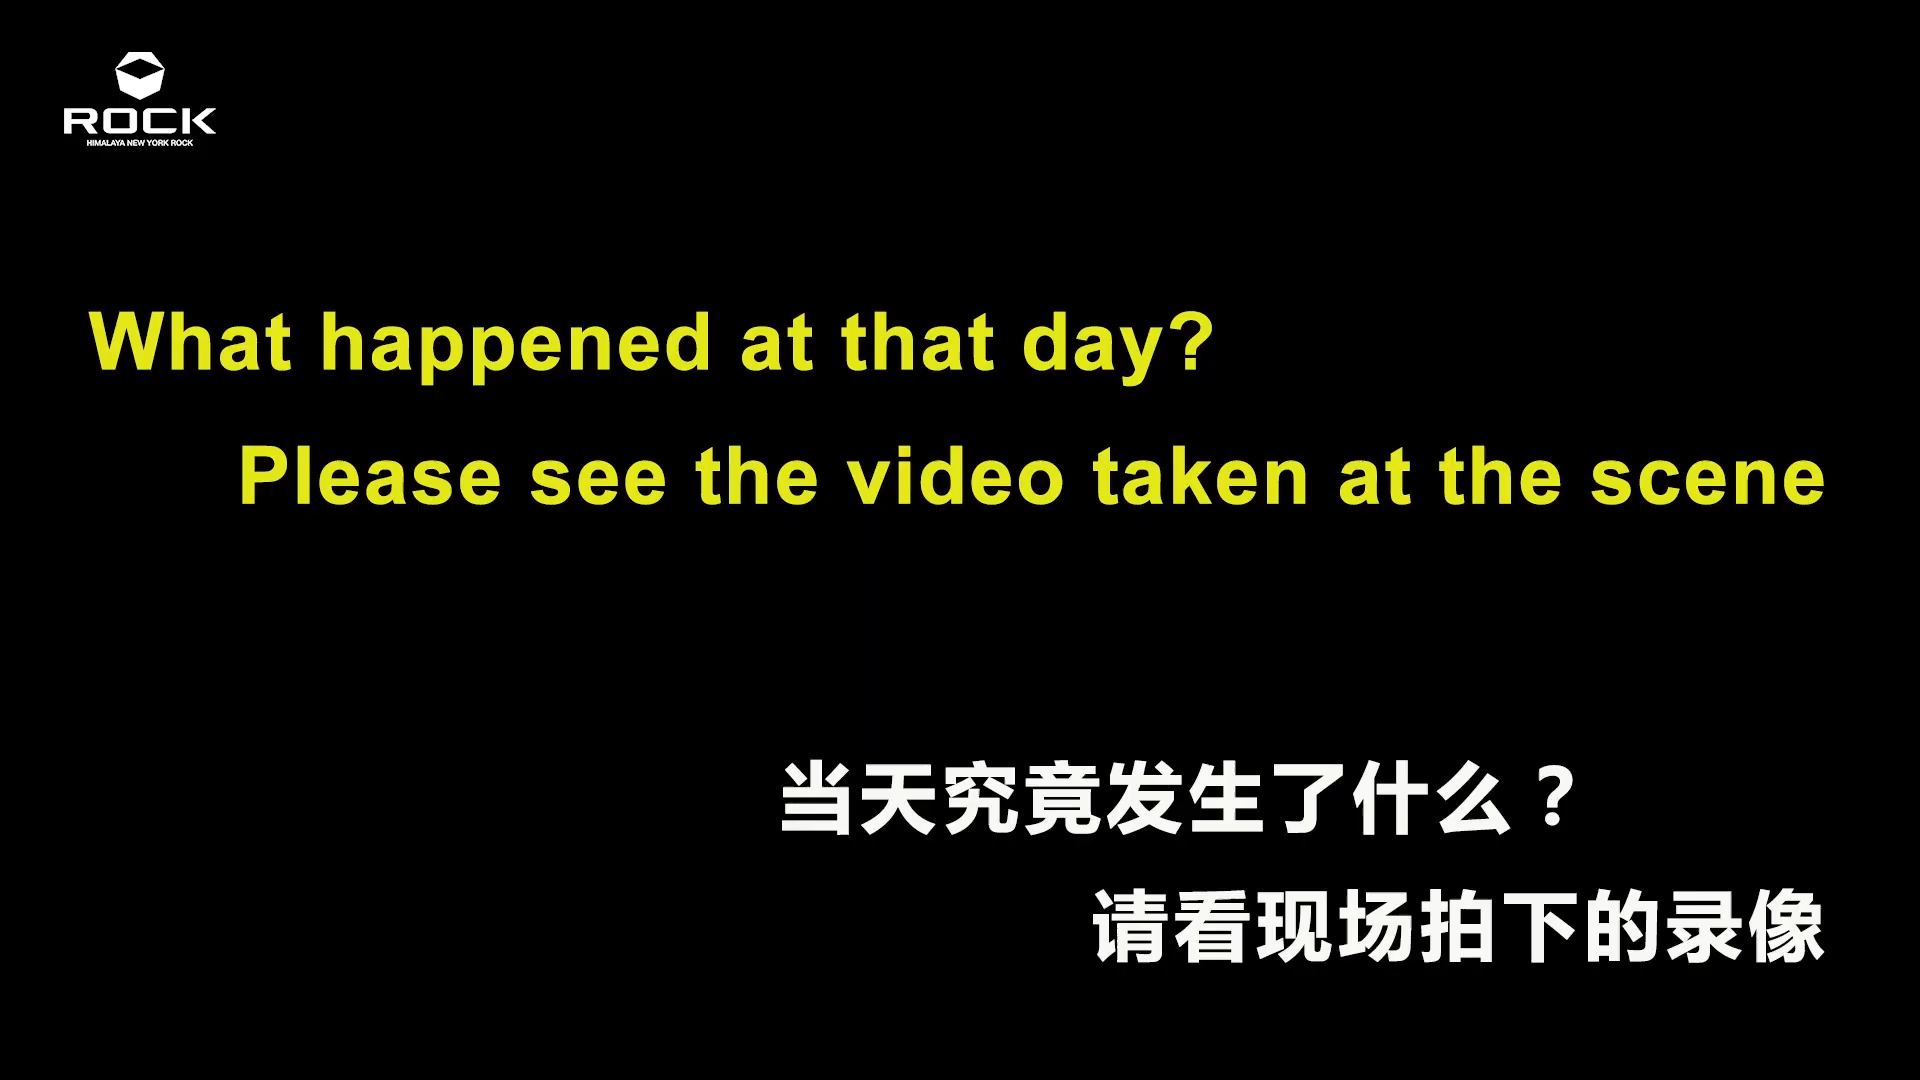 ROCK
HIMALAYA NEW YORK ROCK
What happened at that day?
Please see the video taken at the scene
当天究竟发生了什么？
请看现场拍下的录像